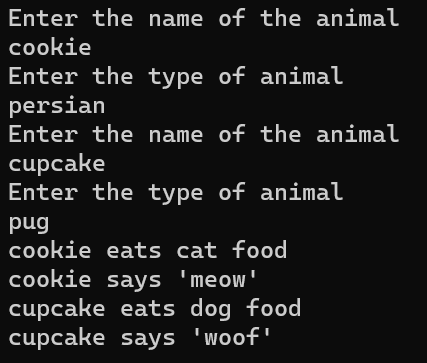 Enter the name of the animal
cookie
Enter the type of animal
persian
Enter the name of the animal
cupcake
Enter the type of animal
pug
cookie eats cat food
cookie says 'meow'
cupcake eats dog food
cupcake says 'woof'